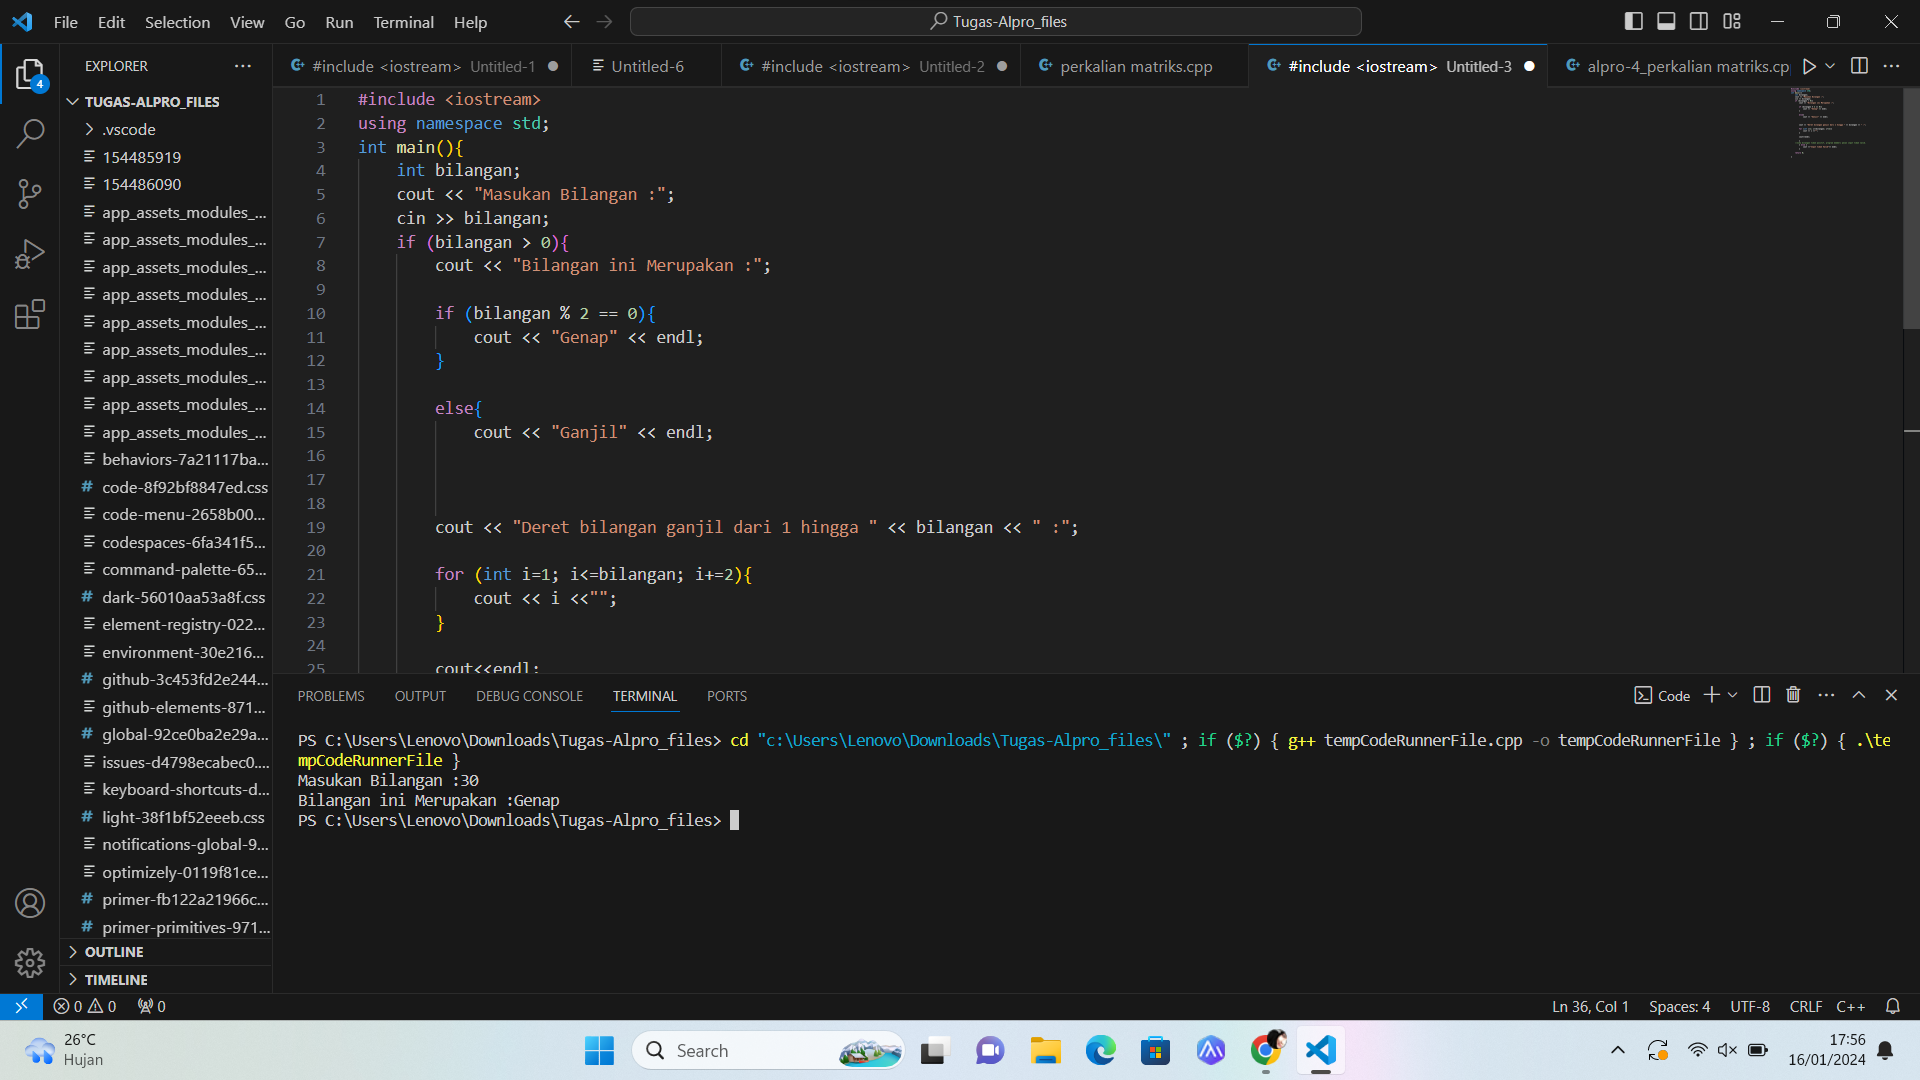 File Edit Selection View Go Run Terminal Help
Tugas-Alpro_files
EXPLORER
#include <iostream> Untitled-1
Untitled-6
#include <iostream> Untitled-2
perkalian matriks.cpp
#include <iostream> Untitled-3
alpro-4_perkalian matriks.cp
4
TUGAS-ALPRO_FILES
.vscode
154485919
154486090
app_assets_modules_...
app_assets_modules_...
app_assets_modules_...
app_assets_modules_...
app_assets_modules_...
app_assets_modules_...
app_assets_modules_...
app_assets_modules_...
app_assets_modules_...
behaviors-7a21117ba...
code-8f92bf8847ed.css
code-menu-2658b00...
codespaces-6fa341f5...
command-palette-65...
dark-56010aa53a8f.css
element-registry-022...
environment-30e216...
github-3c453fd2e244...
github-elements-871...
global-92ce0ba2e29a...
issues-d4798ecabec0....
keyboard-shortcuts-d...
light-38f1bf52eeeb.css
notifications-global-9...
optimizely-0119f81ce...
primer-fb122a21966c...
primer-primitives-971...
OUTLINE
TIMELINE
1 #include <iostream>
2 using namespace std;
3 int main(){
4 int bilangan;
5 cout << "Masukan Bilangan :";
6 cin >> bilangan;
7 if (bilangan > 0){
8 cout << "Bilangan ini Merupakan :";
9
10 if (bilangan % 2 == 0){
11 cout << "Genap" << endl;
12 }
13
14 else{
15 cout << "Ganjil" << endl;
16
17
18
19 cout << "Deret bilangan ganjil dari 1 hingga " << bilangan << " :";
20
21 for (int i=1; i<=bilangan; i+=2){
22 cout << i <<"";
23 }
24
25 cout<<endl;
PROBLEMS OUTPUT DEBUG CONSOLE TERMINAL PORTS
Code
PS C:\Users\Lenovo\Downloads\Tugas-Alpro_files> cd "c:\Users\Lenovo\Downloads\Tugas-Alpro_files\" ; if ($?) { g++ tempCodeRunnerFile.cpp -o tempCodeRunnerFile } ; if ($?) { .\te
mpCodeRunnerFile }
Masukan Bilangan :30
Bilangan ini Merupakan :Genap
PS C:\Users\Lenovo\Downloads\Tugas-Alpro_files>
0 0 0
Ln 36, Col 1 Spaces: 4 UTF-8 CRLF C++
26°C
Hujan
Search
17:56
16/01/2024